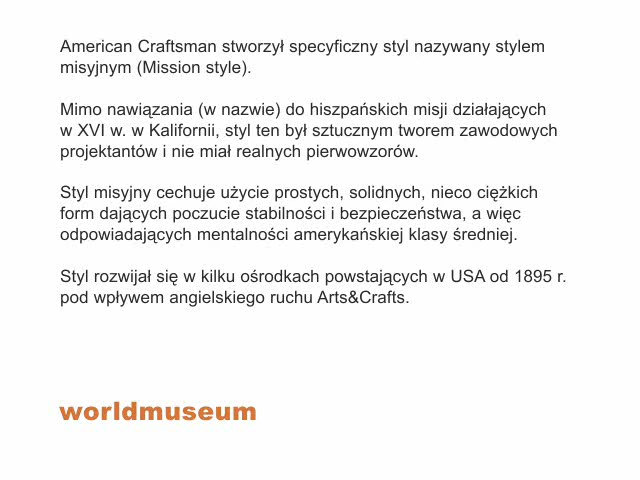 American Craftsman stworzył specyficzny styl nazywany stylem
misyjnym (Mission style).
Mimo nawiązania (w nazwie) do hiszpańskich misji działających
w XVI w. w Kalifornii, styl ten był sztucznym tworem zawodowych
projektantów i nie miał realnych pierwowzorów.
Styl misyjny cechuje użycie prostych, solidnych, nieco ciężkich
form dających poczucie stabilności i bezpieczeństwa, a więc
odpowiadających mentalności amerykańskiej klasy średniej.
Styl rozwijał się w kilku ośrodkach powstających w USA od 1895 r.
pod wpływem angielskiego ruchu Arts&Crafts.
worldmuseum